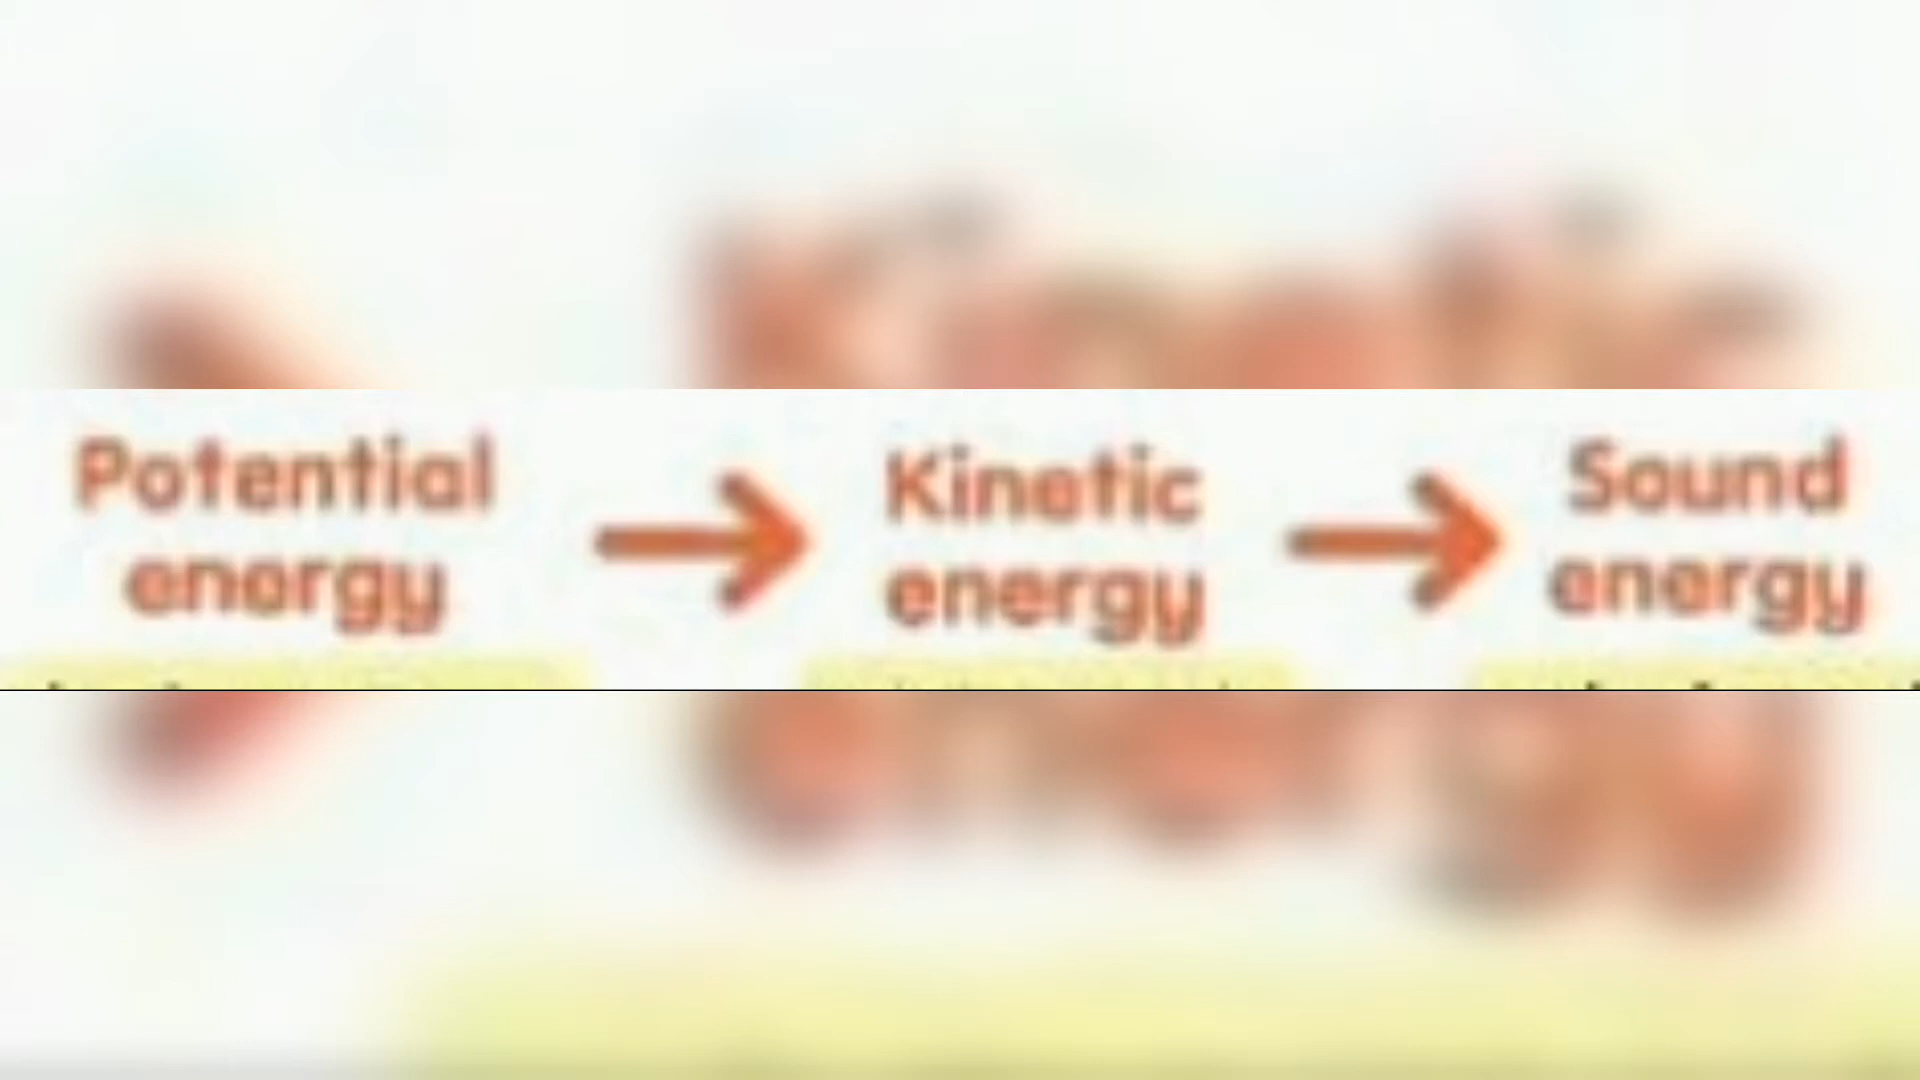 Potential
energy
Kinetic
energy
Sound
energy